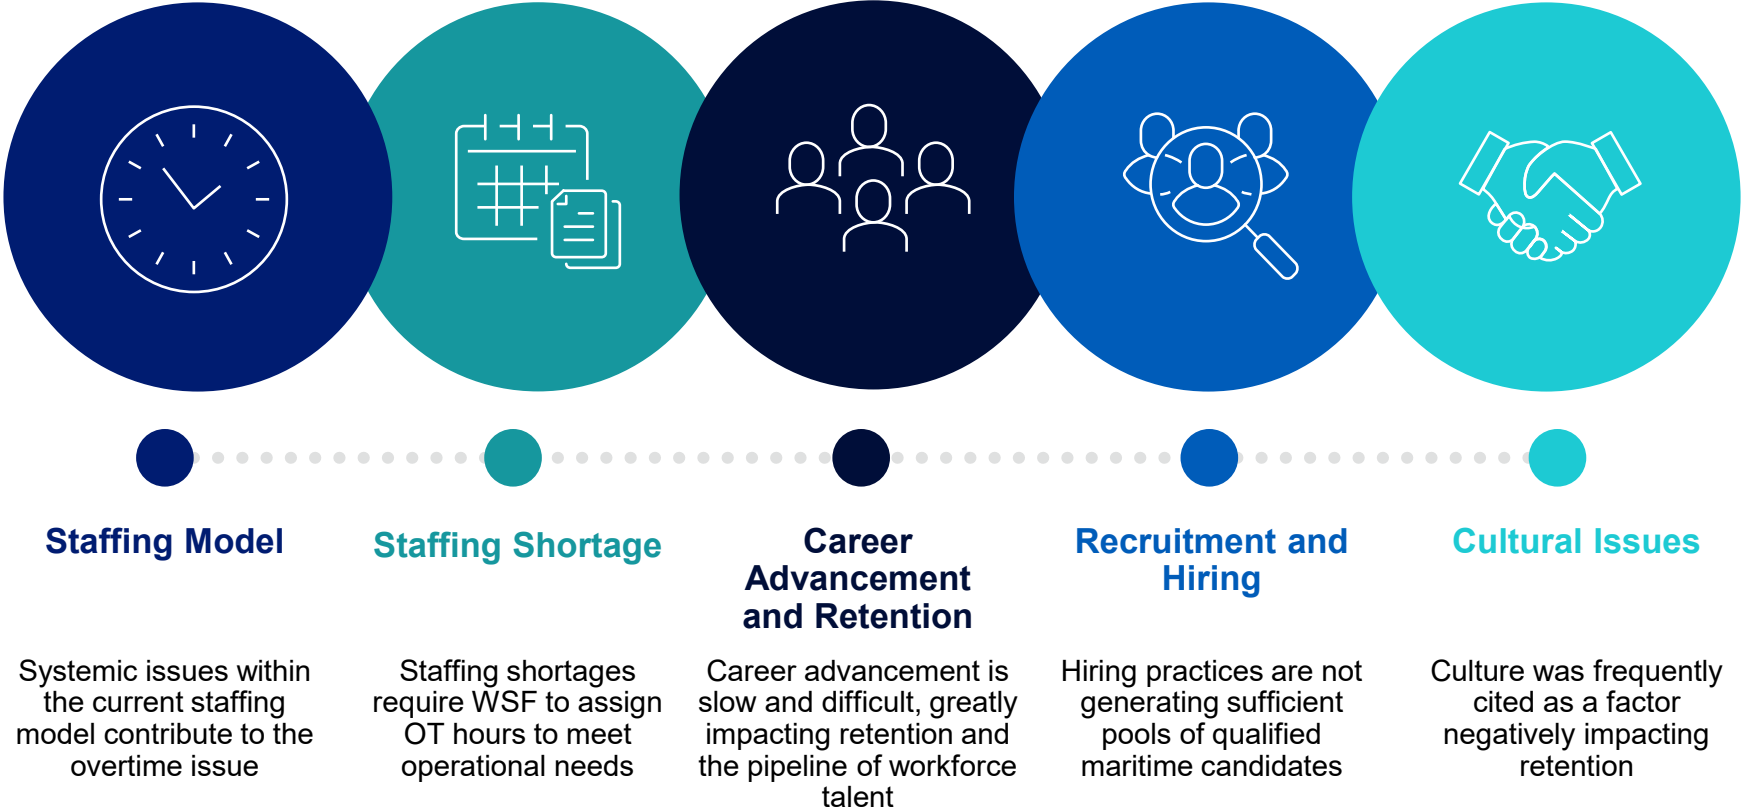 Staffing Model
Staffing Shortage
Career
Advancement
and Retention
Recruitment and
Hiring
Cultural Issues
Systemic issues within
the current staffing
model contribute to the
overtime issue
Staffing shortages
require WSF to assign
OT hours to meet
operational needs
Career advancement is
slow and difficult, greatly
impacting retention and
the pipeline of workforce
talent
Hiring practices are not
generating sufficient
pools of qualified
maritime candidates
Culture was frequently
cited as a factor
negatively impacting
retention